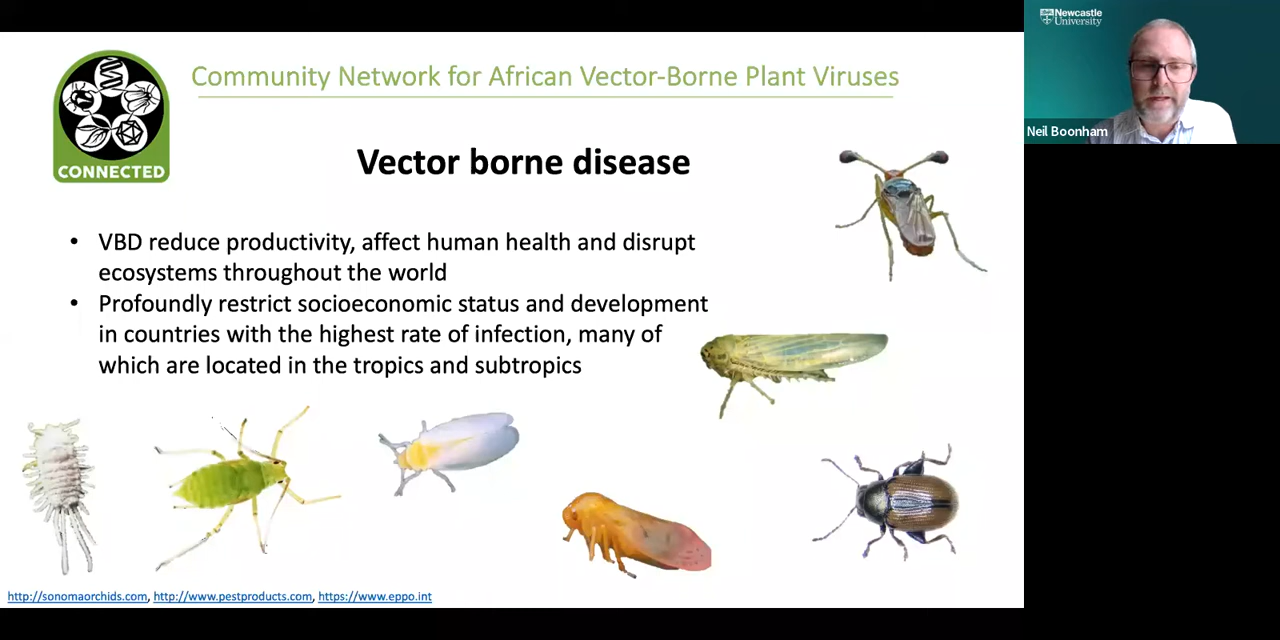 Community Network for African Vector-Borne Plant Viruses
CONNECTED
Vector borne disease
• VBD reduce productivity, affect human health and disrupt
ecosystems throughout the world
• Profoundly restrict socioeconomic status and development
in countries with the highest rate of infection, many of
which are located in the tropics and subtropics
http://sonomaorchids.com, http://www.pestproducts.com, https://www.eppo.int
Newcastle
University
Neil Boonham